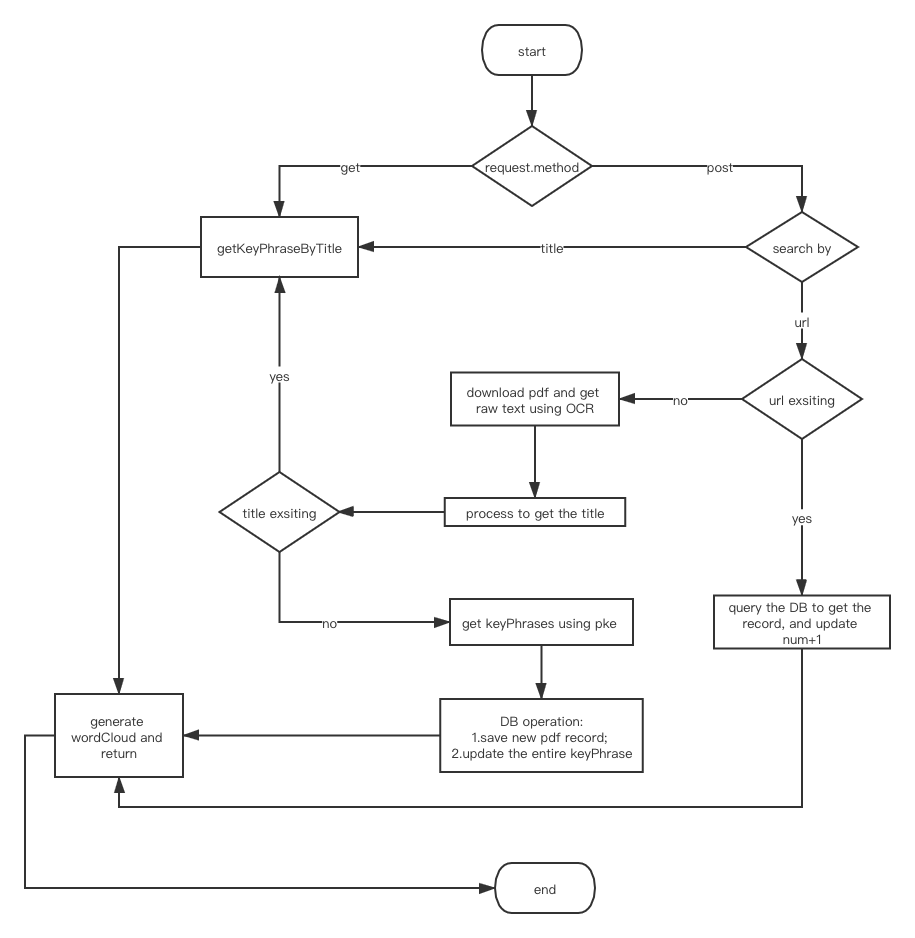 start
request.method
get
post
getKeyPhraseByTitle
title
search by
url
yes
download pdf and get
raw text using OCR
no
url exsiting
title exsiting
process to get the title
yes
query the DB to get the
record, and update
num+1
no
get keyPhrases using pke
generate
wordCloud and
return
DB operation:
1.save new pdf record;
2.update the entire keyPhrase
end